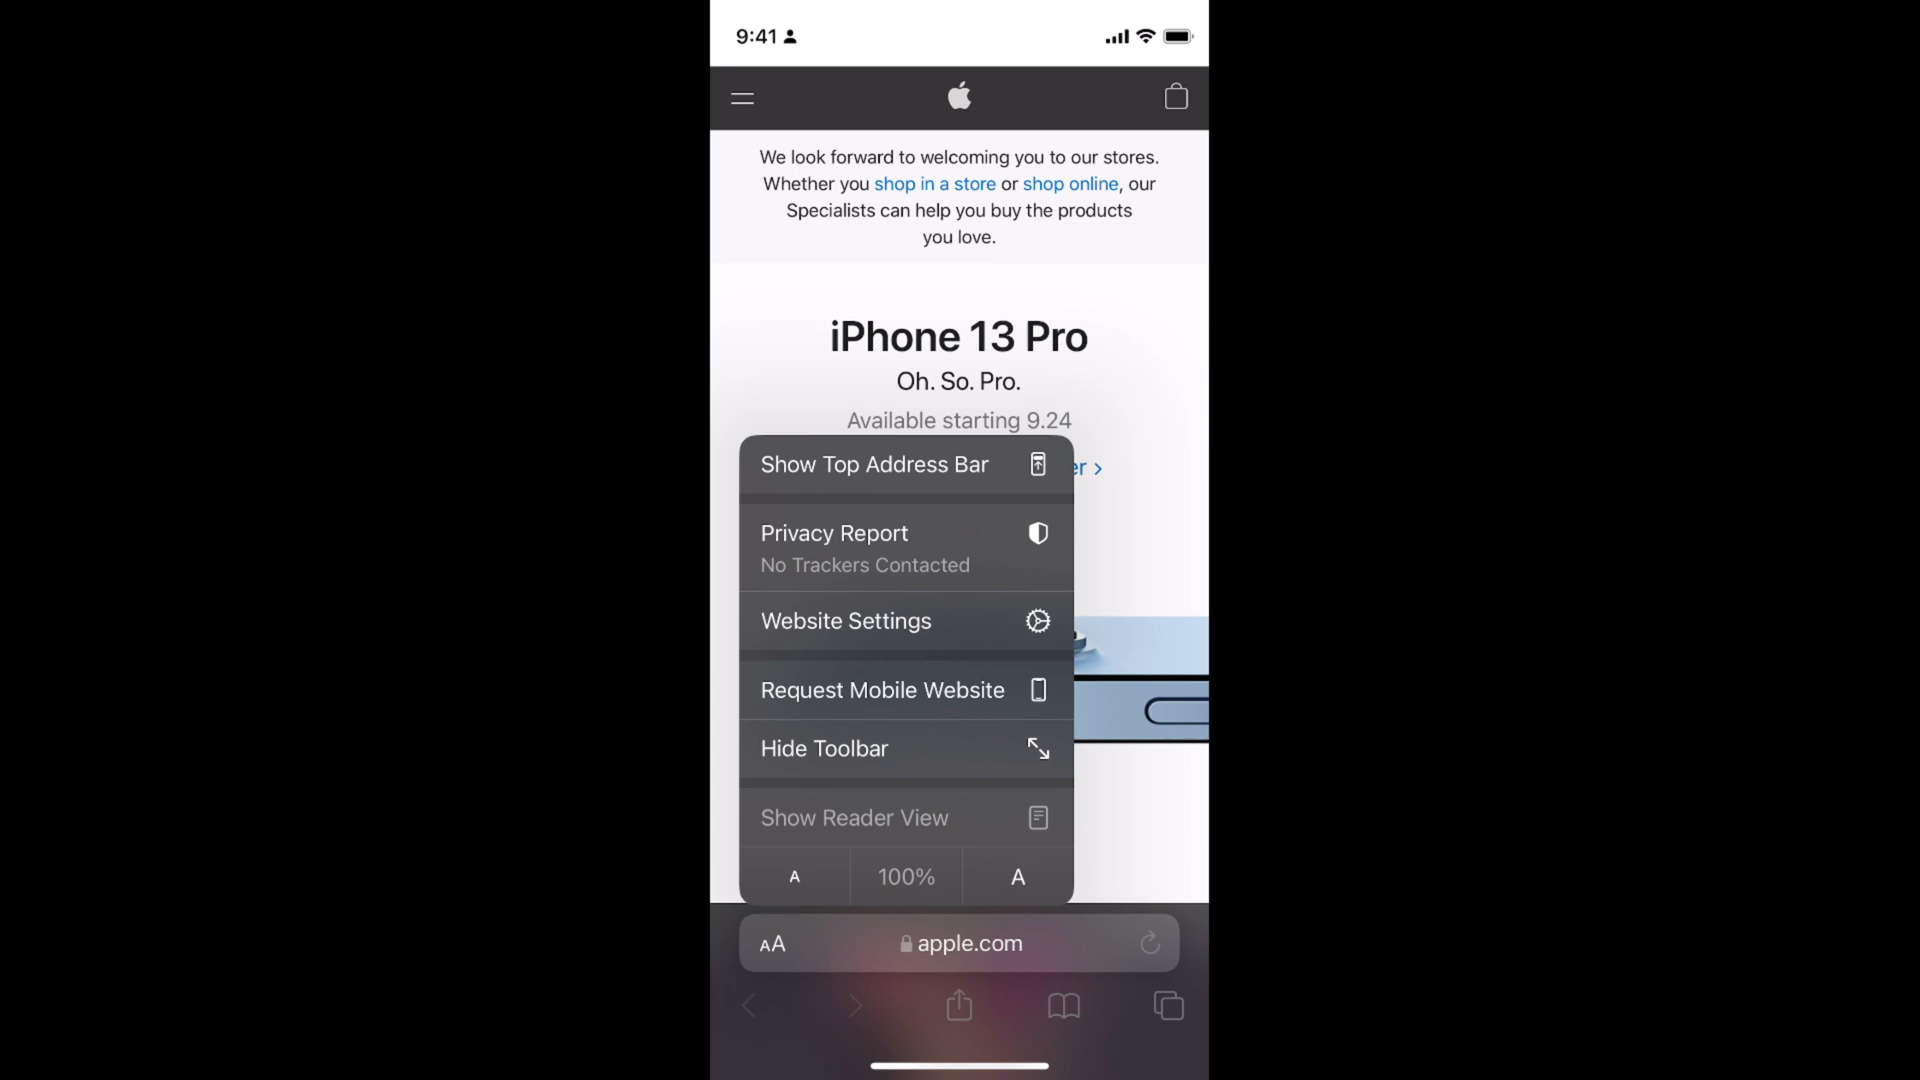 9:41
We look forward to welcoming you to our stores.
Whether you shop in a store or shop online, our
Specialists can help you buy the products
you love.
iPhone 13 Pro
Oh. So. Pro.
Available starting 9.24
er >
Show Top Address Bar
Privacy Report
No Trackers Contacted
Website Settings
Request Mobile Website
Hide Toolbar
Show Reader View
A 100% A
AA apple.com